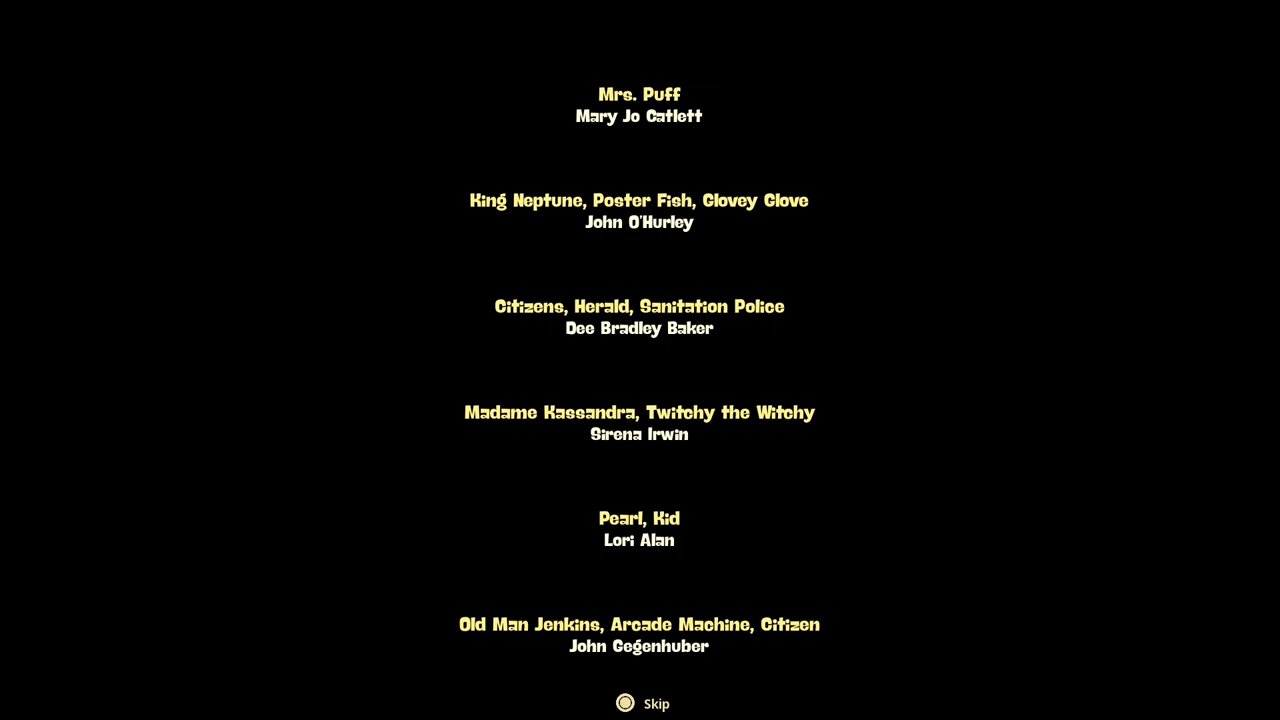 Mrs. Puff
Mary Jo Catlett
King Neptune, Poster Fish, Glovey Glove
John O'Hurley
Citizens, Herald, Sanitation Police
Dee Bradley Baker
Madame Kassandra, Twitchy the Witchy
Sirena Irwin
Pearl, Kid
Lori Alan
Old Man Jenkins, Arcade Machine, Citizen
John Gegenhuber
Skip